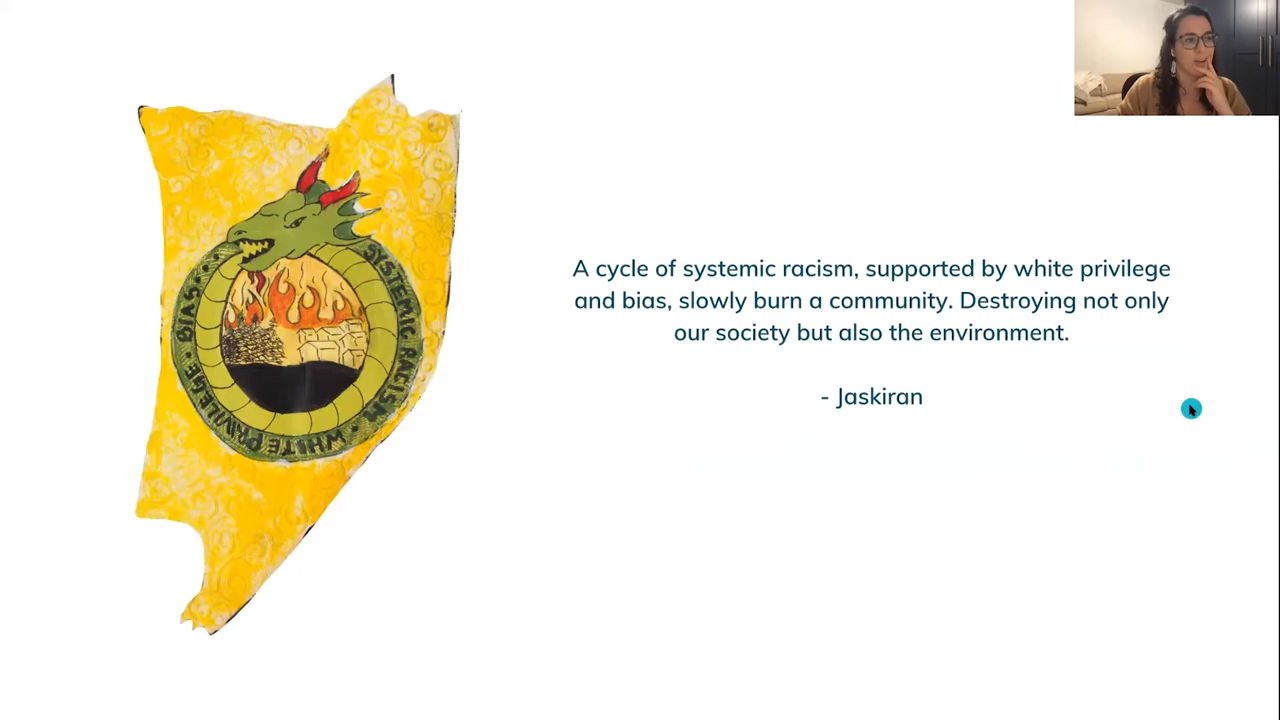 SYSTEMIC RACISM • WHITE PRIVILEGE • BIAS • • •
A cycle of systemic racism, supported by white privilege
and bias, slowly burn a community. Destroying not only
our society but also the environment.
- Jaskiran